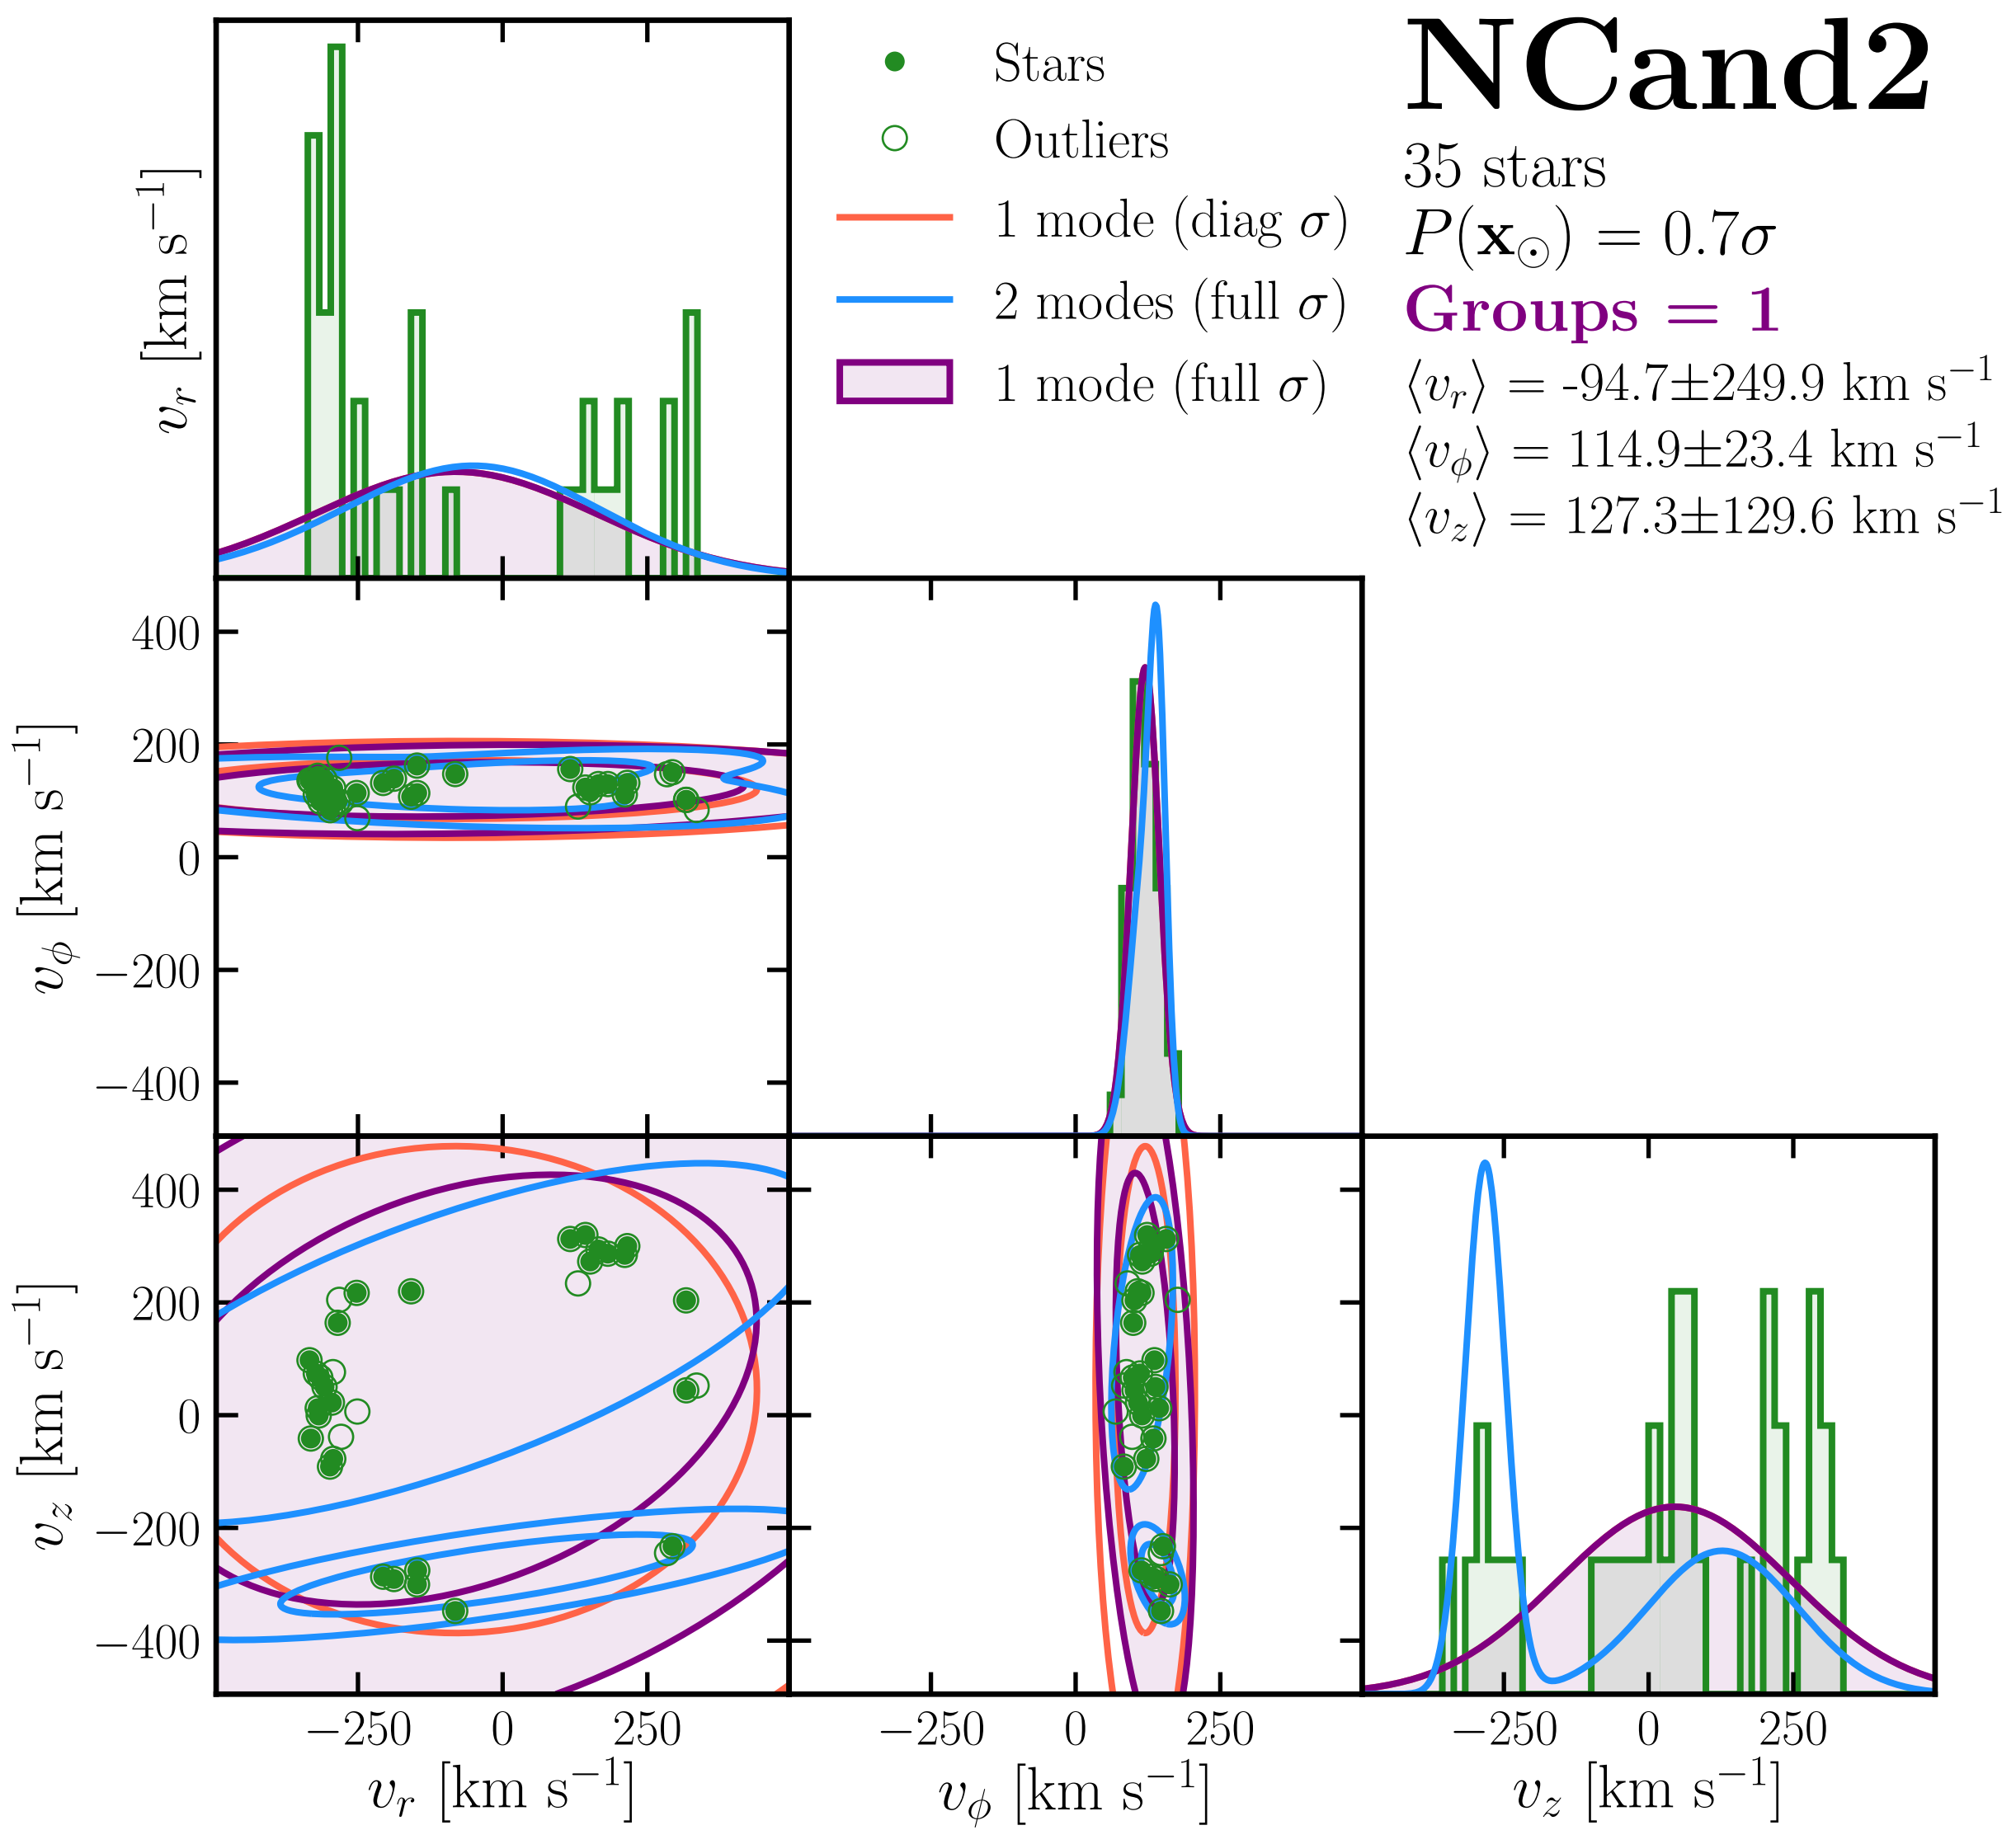 NCand2
35 stars
P(x⊙) = 0.7σ
Groups = 1
⟨v_r⟩ = -94.7±249.9 km s⁻¹
⟨v_ϕ⟩ = 114.9±23.4 km s⁻¹
⟨v_z⟩ = 127.3±129.6 km s⁻¹
Stars
Outliers
1 mode (diag σ)
2 modes (full σ)
1 mode (full σ)
v_r [km s⁻¹]
v_ϕ [km s⁻¹]
400
200
0
−200
−400
v_z [km s⁻¹]
400
200
0
−200
−400
−250 0 250
−250 0 250
−250 0 250
v_r [km s⁻¹]
v_ϕ [km s⁻¹]
v_z [km s⁻¹]